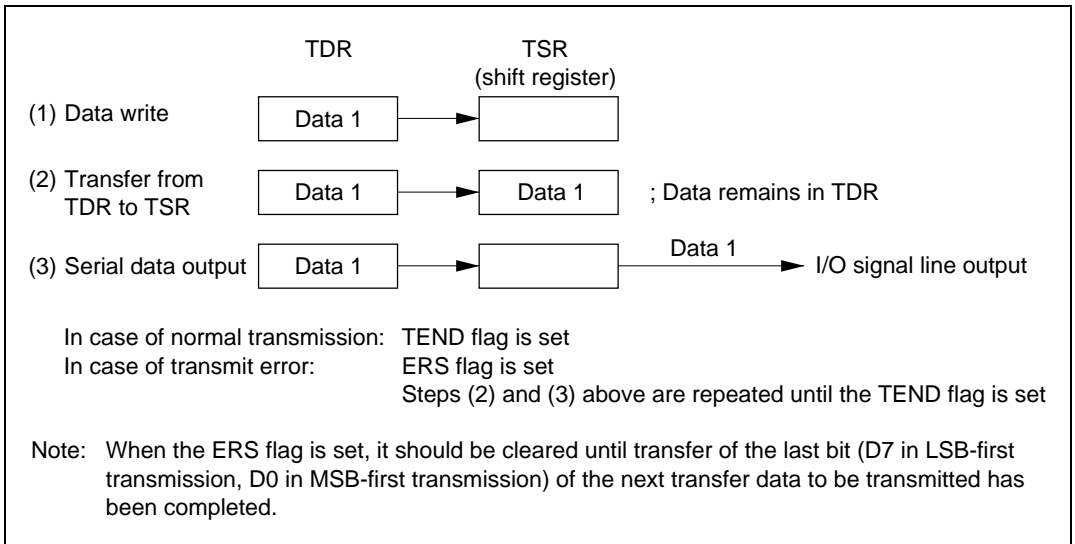 TDR TSR
(shift register)
(1) Data write Data 1
(2) Transfer from
TDR to TSR Data 1 Data 1 ; Data remains in TDR
(3) Serial data output Data 1 Data 1 I/O signal line output
In case of normal transmission: TEND flag is set
In case of transmit error: ERS flag is set
Steps (2) and (3) above are repeated until the TEND flag is set
Note: When the ERS flag is set, it should be cleared until transfer of the last bit (D7 in LSB-first
transmission, D0 in MSB-first transmission) of the next transfer data to be transmitted has
been completed.